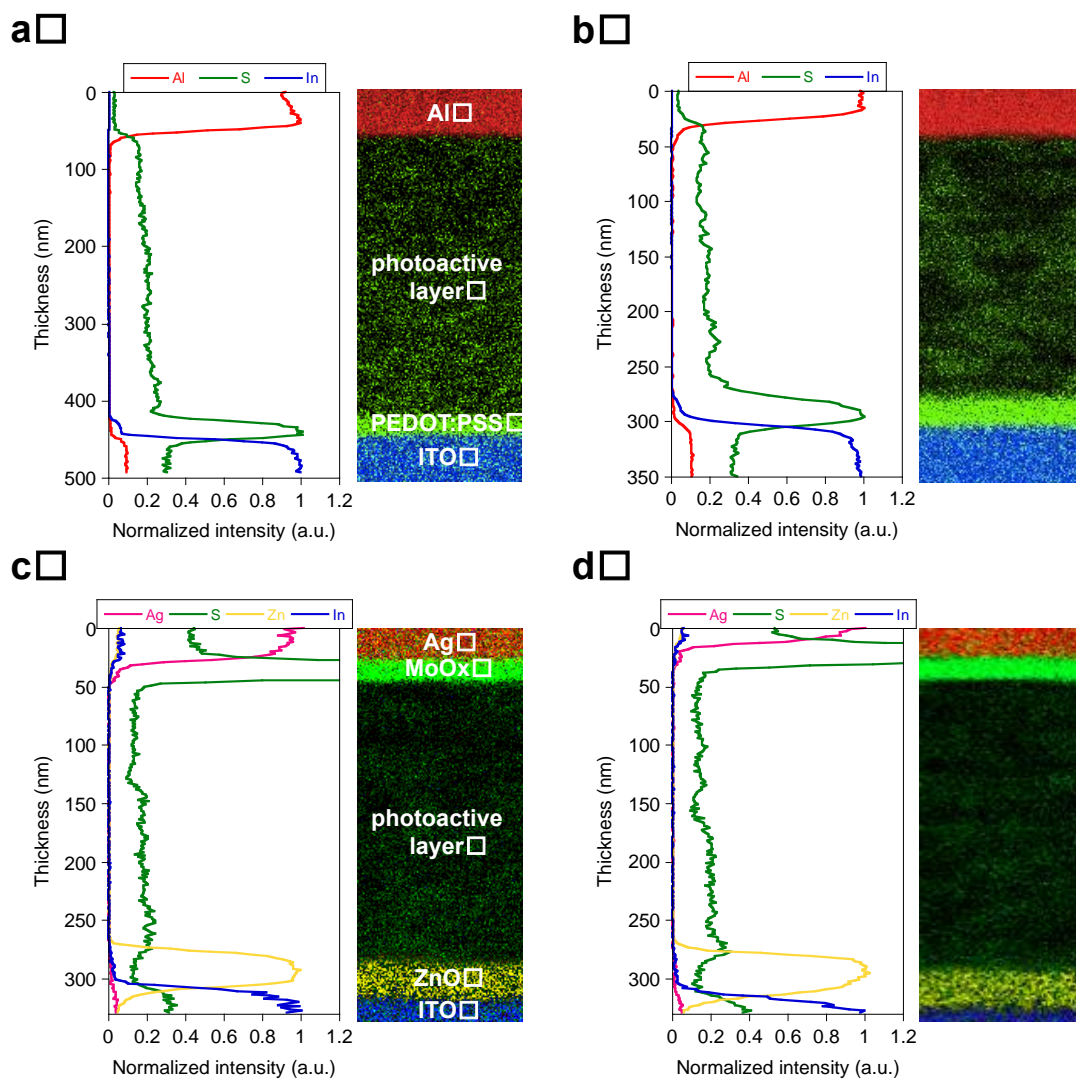 a□
b□
Al S In
Al S In
0
100
200
300
400
500
Thickness (nm)
0 0.2 0.4 0.6 0.8 1 1.2
Normalized intensity (a.u.)
Al□
photoactive
layer□
PEDOT:PSS□
ITO□
0
50
100
150
200
250
300
350
Thickness (nm)
0 0.2 0.4 0.6 0.8 1 1.2
Normalized intensity (a.u.)
c□
d□
Ag S Zn In
Ag S Zn In
0
50
100
150
200
250
300
Thickness (nm)
0 0.2 0.4 0.6 0.8 1 1.2
Normalized intensity (a.u.)
Ag□
MoOx□
photoactive
layer□
ZnO□
ITO□
0
50
100
150
200
250
300
Thickness (nm)
0 0.2 0.4 0.6 0.8 1 1.2
Normalized intensity (a.u.)